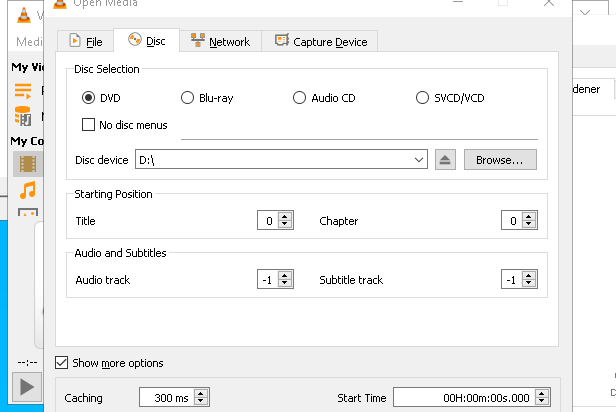 Open Media
Medi
File
Disc
Network
Capture Device
My Vi
My Co
dener
Disc Selection
DVD
Blu-ray
Audio CD
SVCD/VCD
No disc menus
Disc device
D:\
Browse...
Starting Position
Title
0
Chapter
0
Audio and Subtitles
Audio track
-1
Subtitle track
-1
--:--
Show more options
Caching
300 ms
Start Time
00H:00m:00s.000